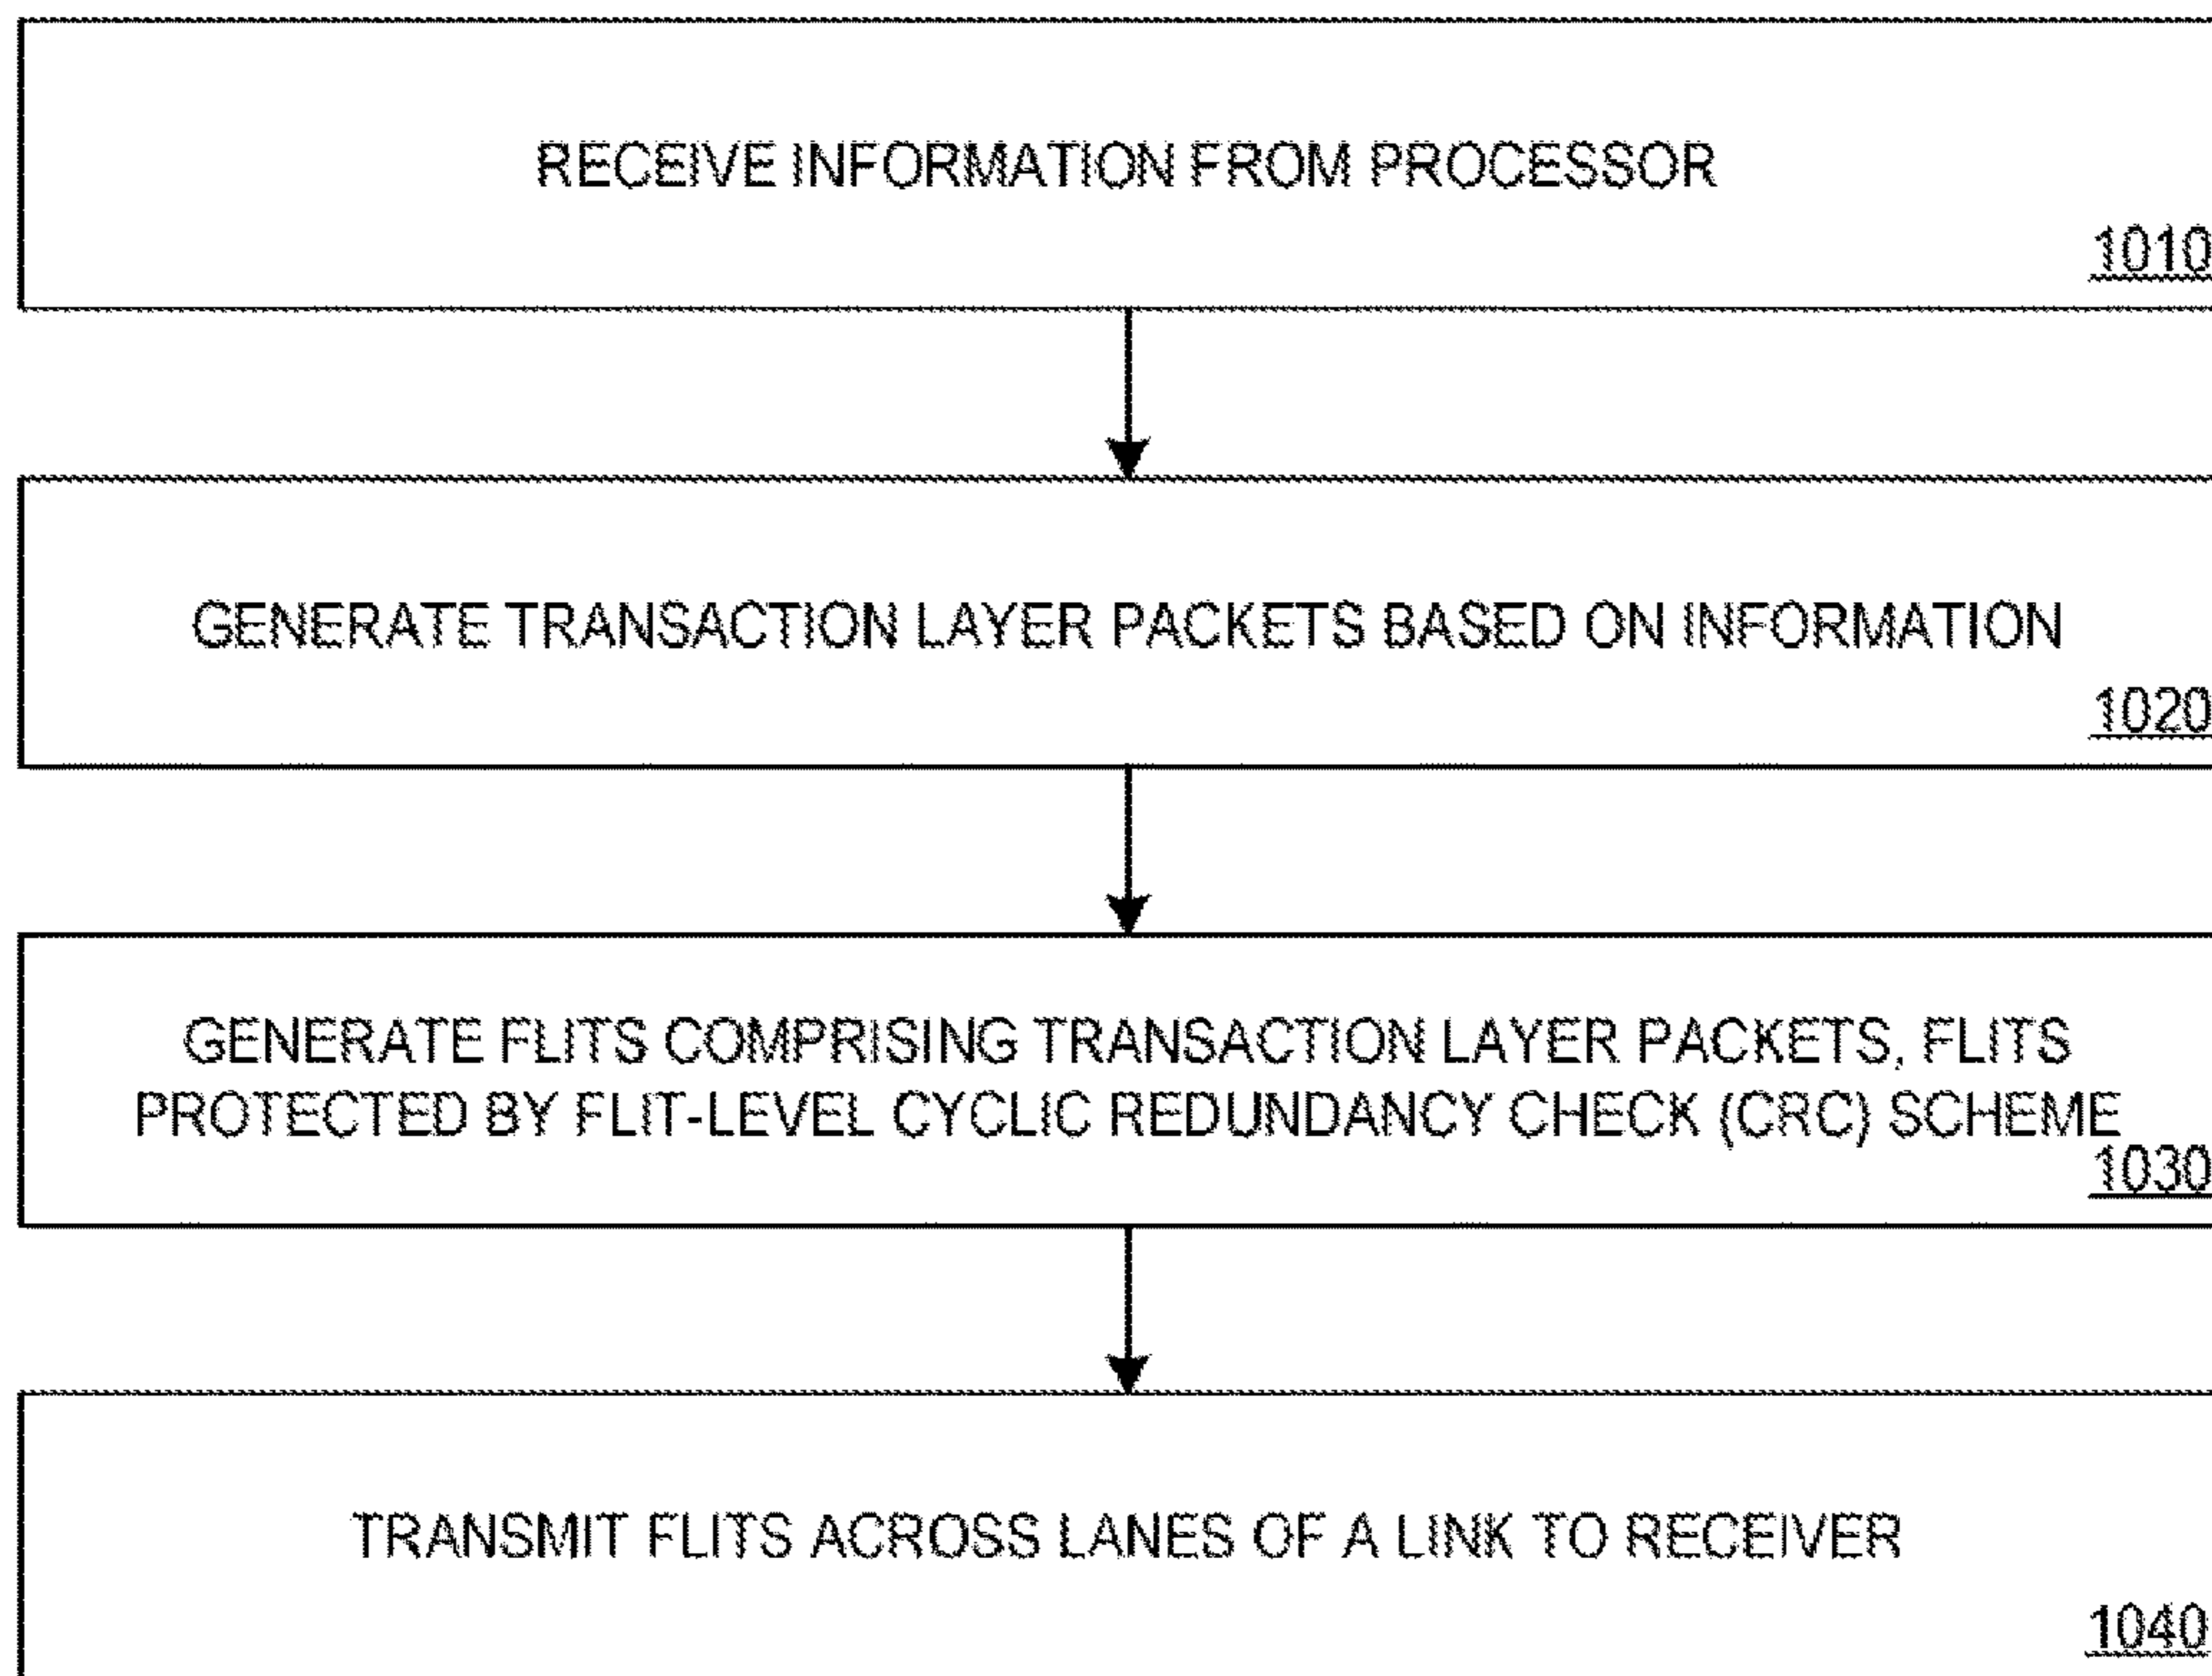 RECEIVE INFORMATION FROM PROCESSOR
1010
GENERATE TRANSACTION LAYER PACKETS BASED ON INFORMATION
1020
GENERATE FLITS COMPRISING TRANSACTION LAYER PACKETS, FLITS
PROTECTED BY FLIT-LEVEL CYCLIC REDUNDANCY CHECK (CRC) SCHEME
1030
TRANSMIT FLITS ACROSS LANES OF A LINK TO RECEIVER
1040